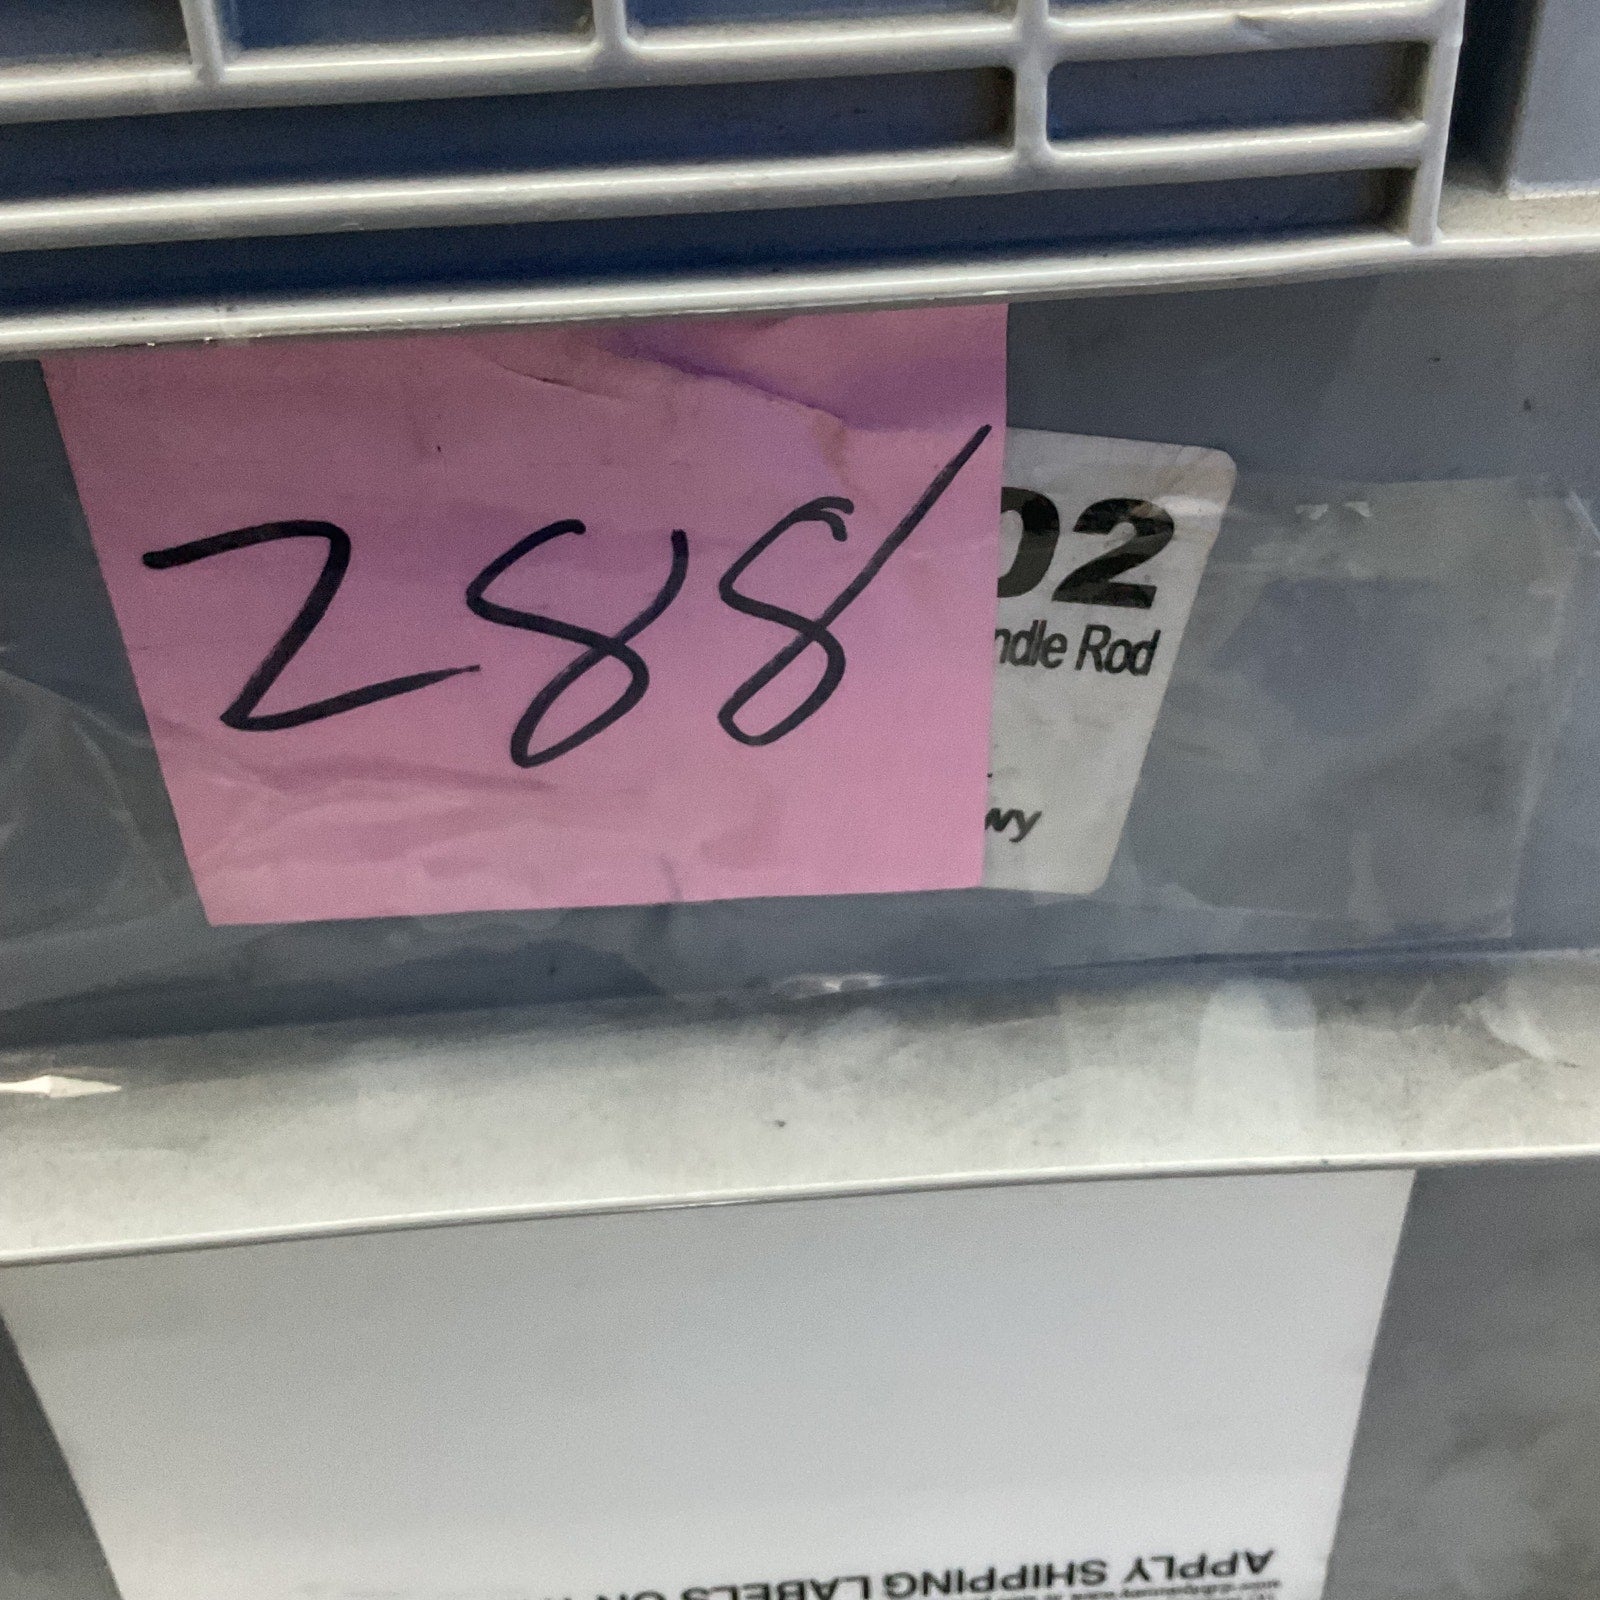 288
02
ndle Rod
wy
APPLY SHIPPING LABELS ON